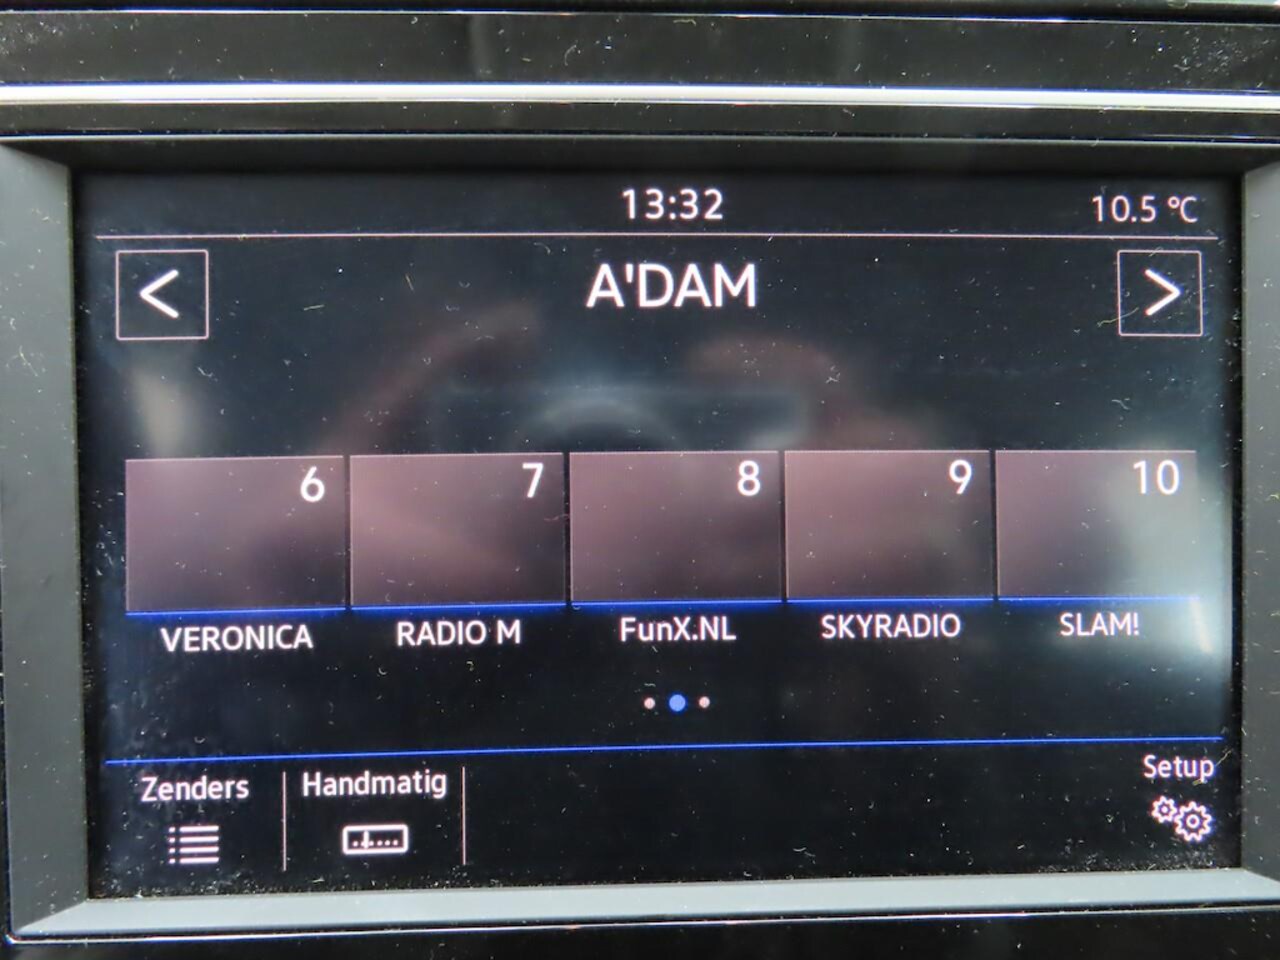 13:32
10.5 °C
<
A'DAM
>
6
7
8
9
10
VERONICA
RADIO M
FunX.NL
SKYRADIO
SLAM!
Zenders
Handmatig
Setup